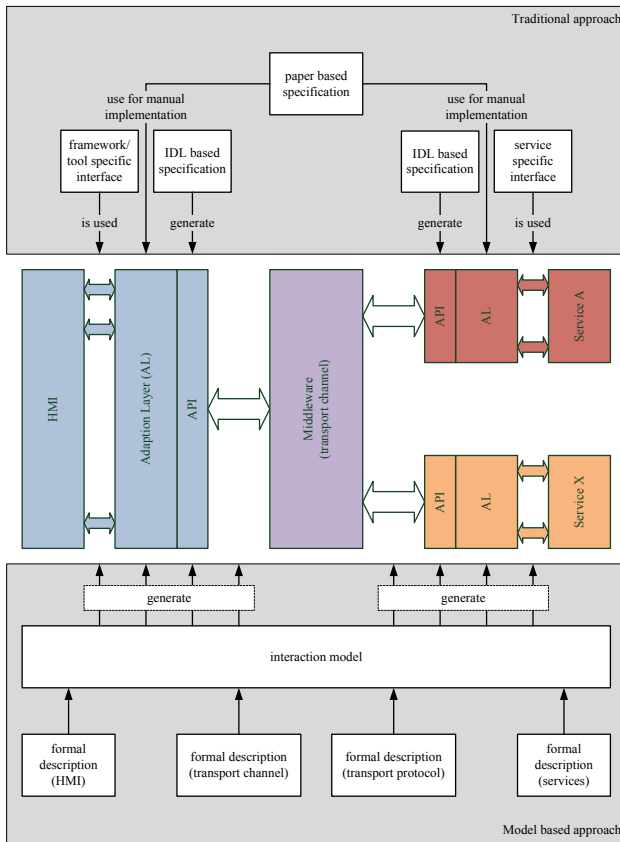 Traditional approach
paper based
specification
use for manual
implementation
use for manual
implementation
framework/
tool specific
interface
IDL based
specification
IDL based
specification
service
specific
interface
is used
generate
generate
is used
HMI
Adaption Layer (AL)
API
Middleware
(transport channel)
API
AL
Service A
API
AL
Service X
generate
generate
interaction model
formal
description
(HMI)
formal description
(transport channel)
formal description
(transport protocol)
formal
description
(services)
Model based approach